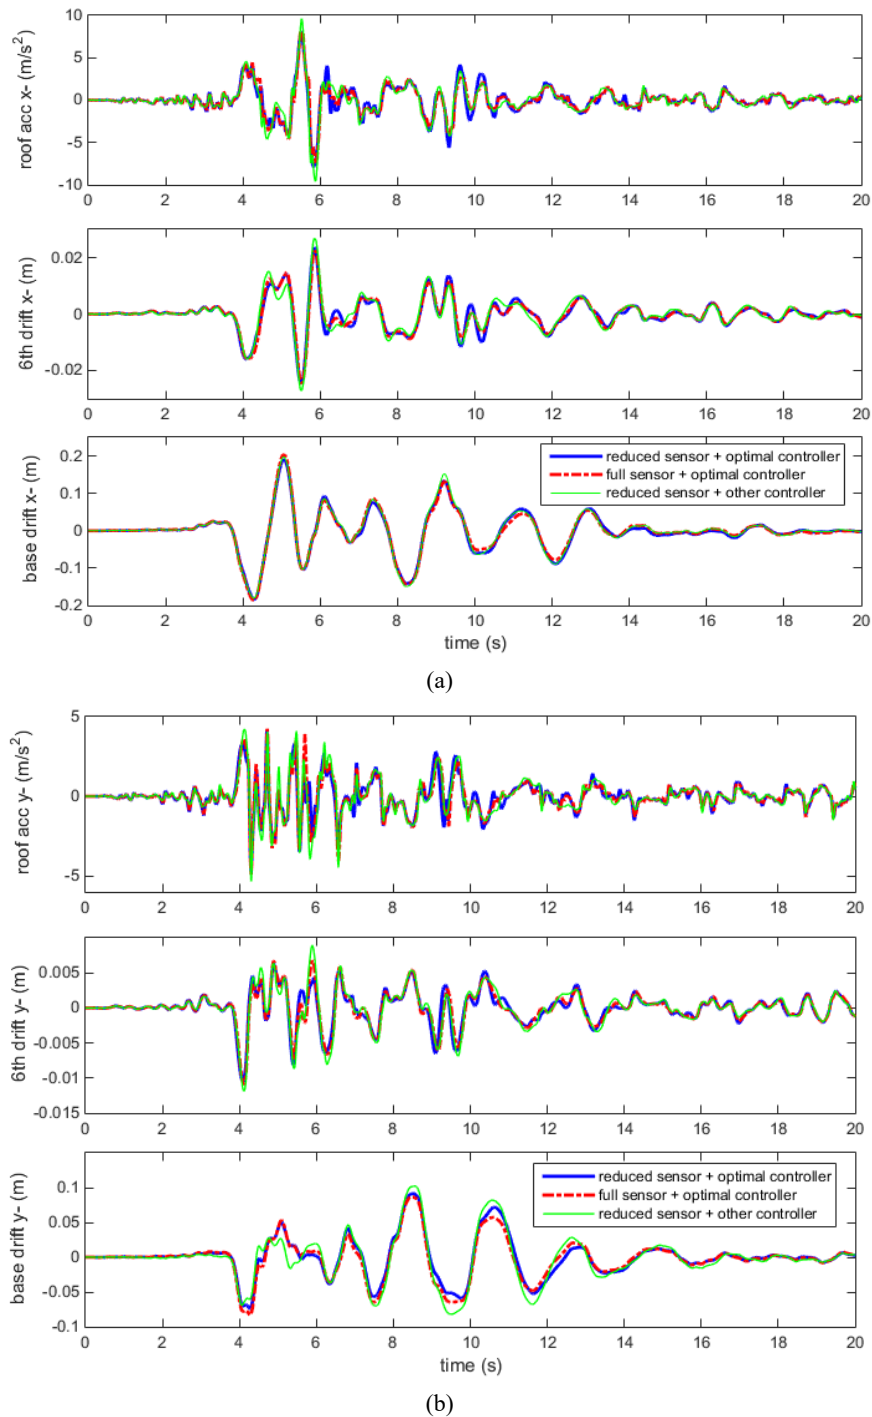 10
5
0
-5
-10
roof acc x- (m/s²)
0 2 4 6 8 10 12 14 16 18 20
0.02
0
-0.02
6th drift x- (m)
0 2 4 6 8 10 12 14 16 18 20
0.2
0.1
0
-0.1
-0.2
base drift x- (m)
reduced sensor + optimal controller
full sensor + optimal controller
reduced sensor + other controller
0 2 4 6 8 10 12 14 16 18 20
time (s)
(a)
5
0
-5
roof acc y- (m/s²)
0 2 4 6 8 10 12 14 16 18 20
0.005
0
-0.005
-0.01
-0.015
6th drift y- (m)
0 2 4 6 8 10 12 14 16 18 20
0.1
0.05
0
-0.05
-0.1
base drift y- (m)
reduced sensor + optimal controller
full sensor + optimal controller
reduced sensor + other controller
0 2 4 6 8 10 12 14 16 18 20
time (s)
(b)